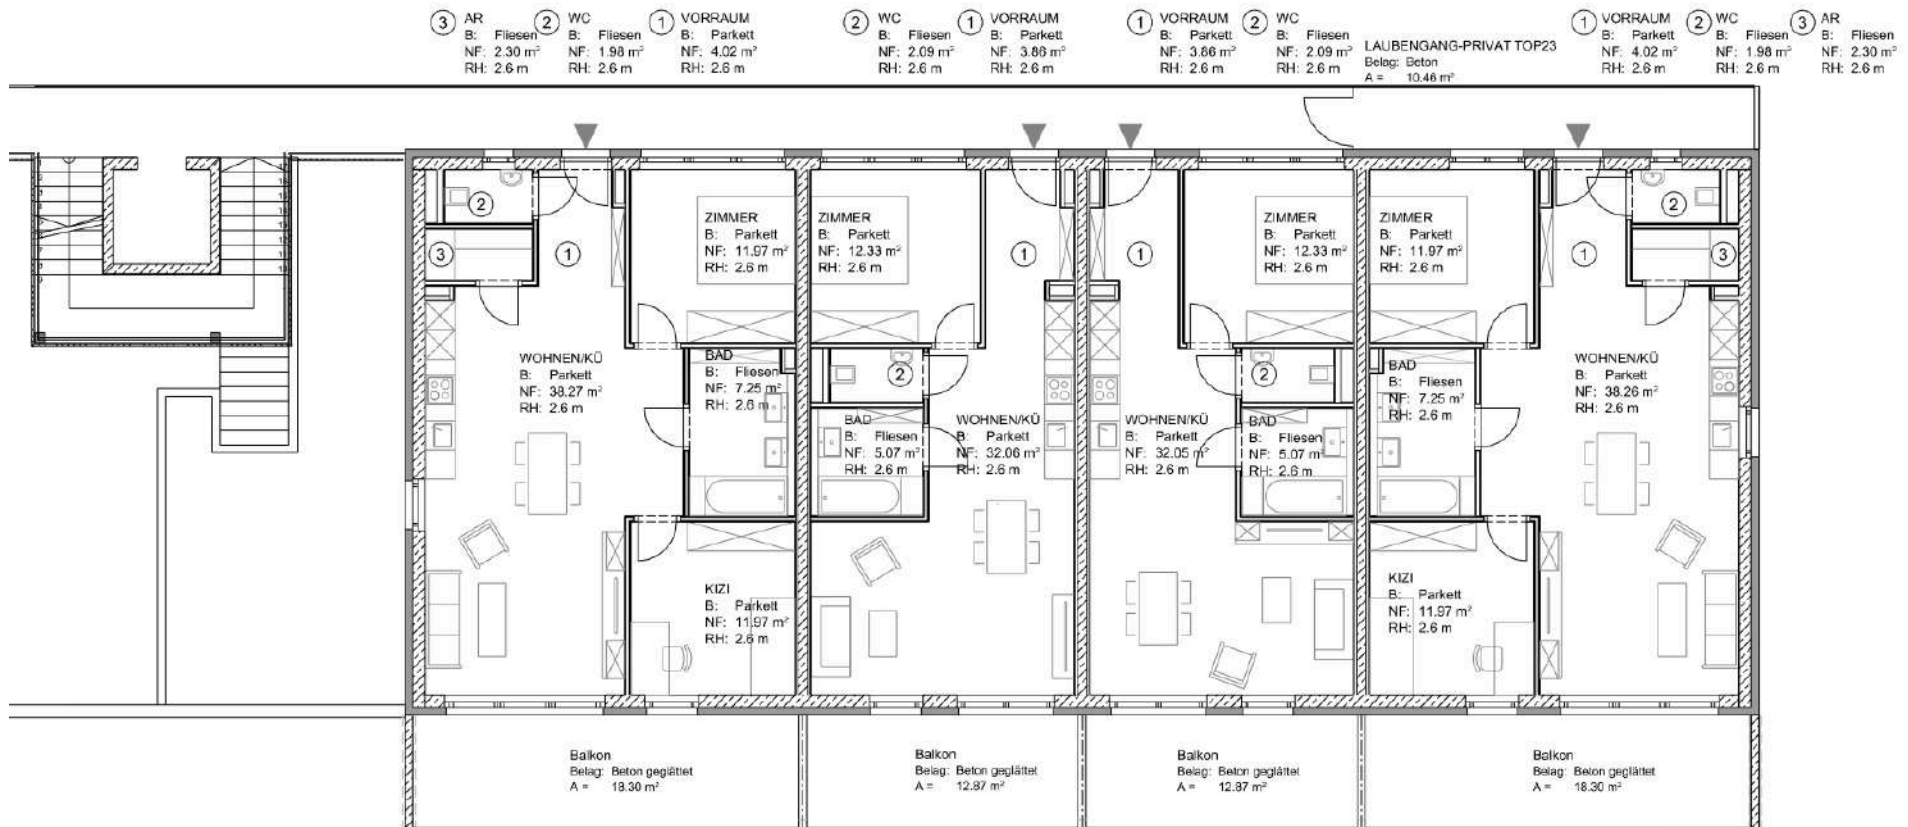 3 AR
B: Fliesen
NF: 2.30 m²
RH: 2.6 m
2 WC
B: Fliesen
NF: 1.98 m²
RH: 2.6 m
1 VORRAUM
B: Parkett
NF: 4.02 m²
RH: 2.6 m
2 WC
B: Fliesen
NF: 2.09 m²
RH: 2.6 m
1 VORRAUM
B: Parkett
NF: 3.86 m²
RH: 2.6 m
1 VORRAUM
B: Parkett
NF: 3.86 m²
RH: 2.6 m
2 WC
B: Fliesen
NF: 2.09 m²
RH: 2.6 m
LAUBENGANG-PRIVAT TOP23
Belag: Beton
A = 10.46 m²
1 VORRAUM
B: Parkett
NF: 4.02 m²
RH: 2.6 m
2 WC
B: Fliesen
NF: 1.98 m²
RH: 2.6 m
3 AR
B: Fliesen
NF: 2.30 m²
RH: 2.6 m
2
3
1
ZIMMER
B: Parkett
NF: 11.97 m²
RH: 2.6 m
ZIMMER
B: Parkett
NF: 12.33 m²
RH: 2.6 m
1
1
ZIMMER
B: Parkett
NF: 12.33 m²
RH: 2.6 m
ZIMMER
B: Parkett
NF: 11.97 m²
RH: 2.6 m
1
2
3
WOHNEN/KÜ
B: Parkett
NF: 38.27 m²
RH: 2.6 m
BAD
B: Fliesen
NF: 7.25 m²
RH: 2.6 m
2
2
BAD
B: Fliesen
NF: 7.25 m²
RH: 2.6 m
WOHNEN/KÜ
B: Parkett
NF: 38.26 m²
RH: 2.6 m
BAD
B: Fliesen
NF: 5.07 m²
RH: 2.6 m
WOHNEN/KÜ
B: Parkett
NF: 32.06 m²
RH: 2.6 m
WOHNEN/KÜ
B: Parkett
NF: 32.05 m²
RH: 2.6 m
BAD
B: Fliesen
NF: 5.07 m²
RH: 2.6 m
KIZI
B: Parkett
NF: 11.97 m²
RH: 2.6 m
KIZI
B: Parkett
NF: 11.97 m²
RH: 2.6 m
Balkon
Belag: Beton geglättet
A = 18.30 m²
Balkon
Belag: Beton geglättet
A = 12.87 m²
Balkon
Belag: Beton geglättet
A = 12.87 m²
Balkon
Belag: Beton geglättet
A = 18.30 m²